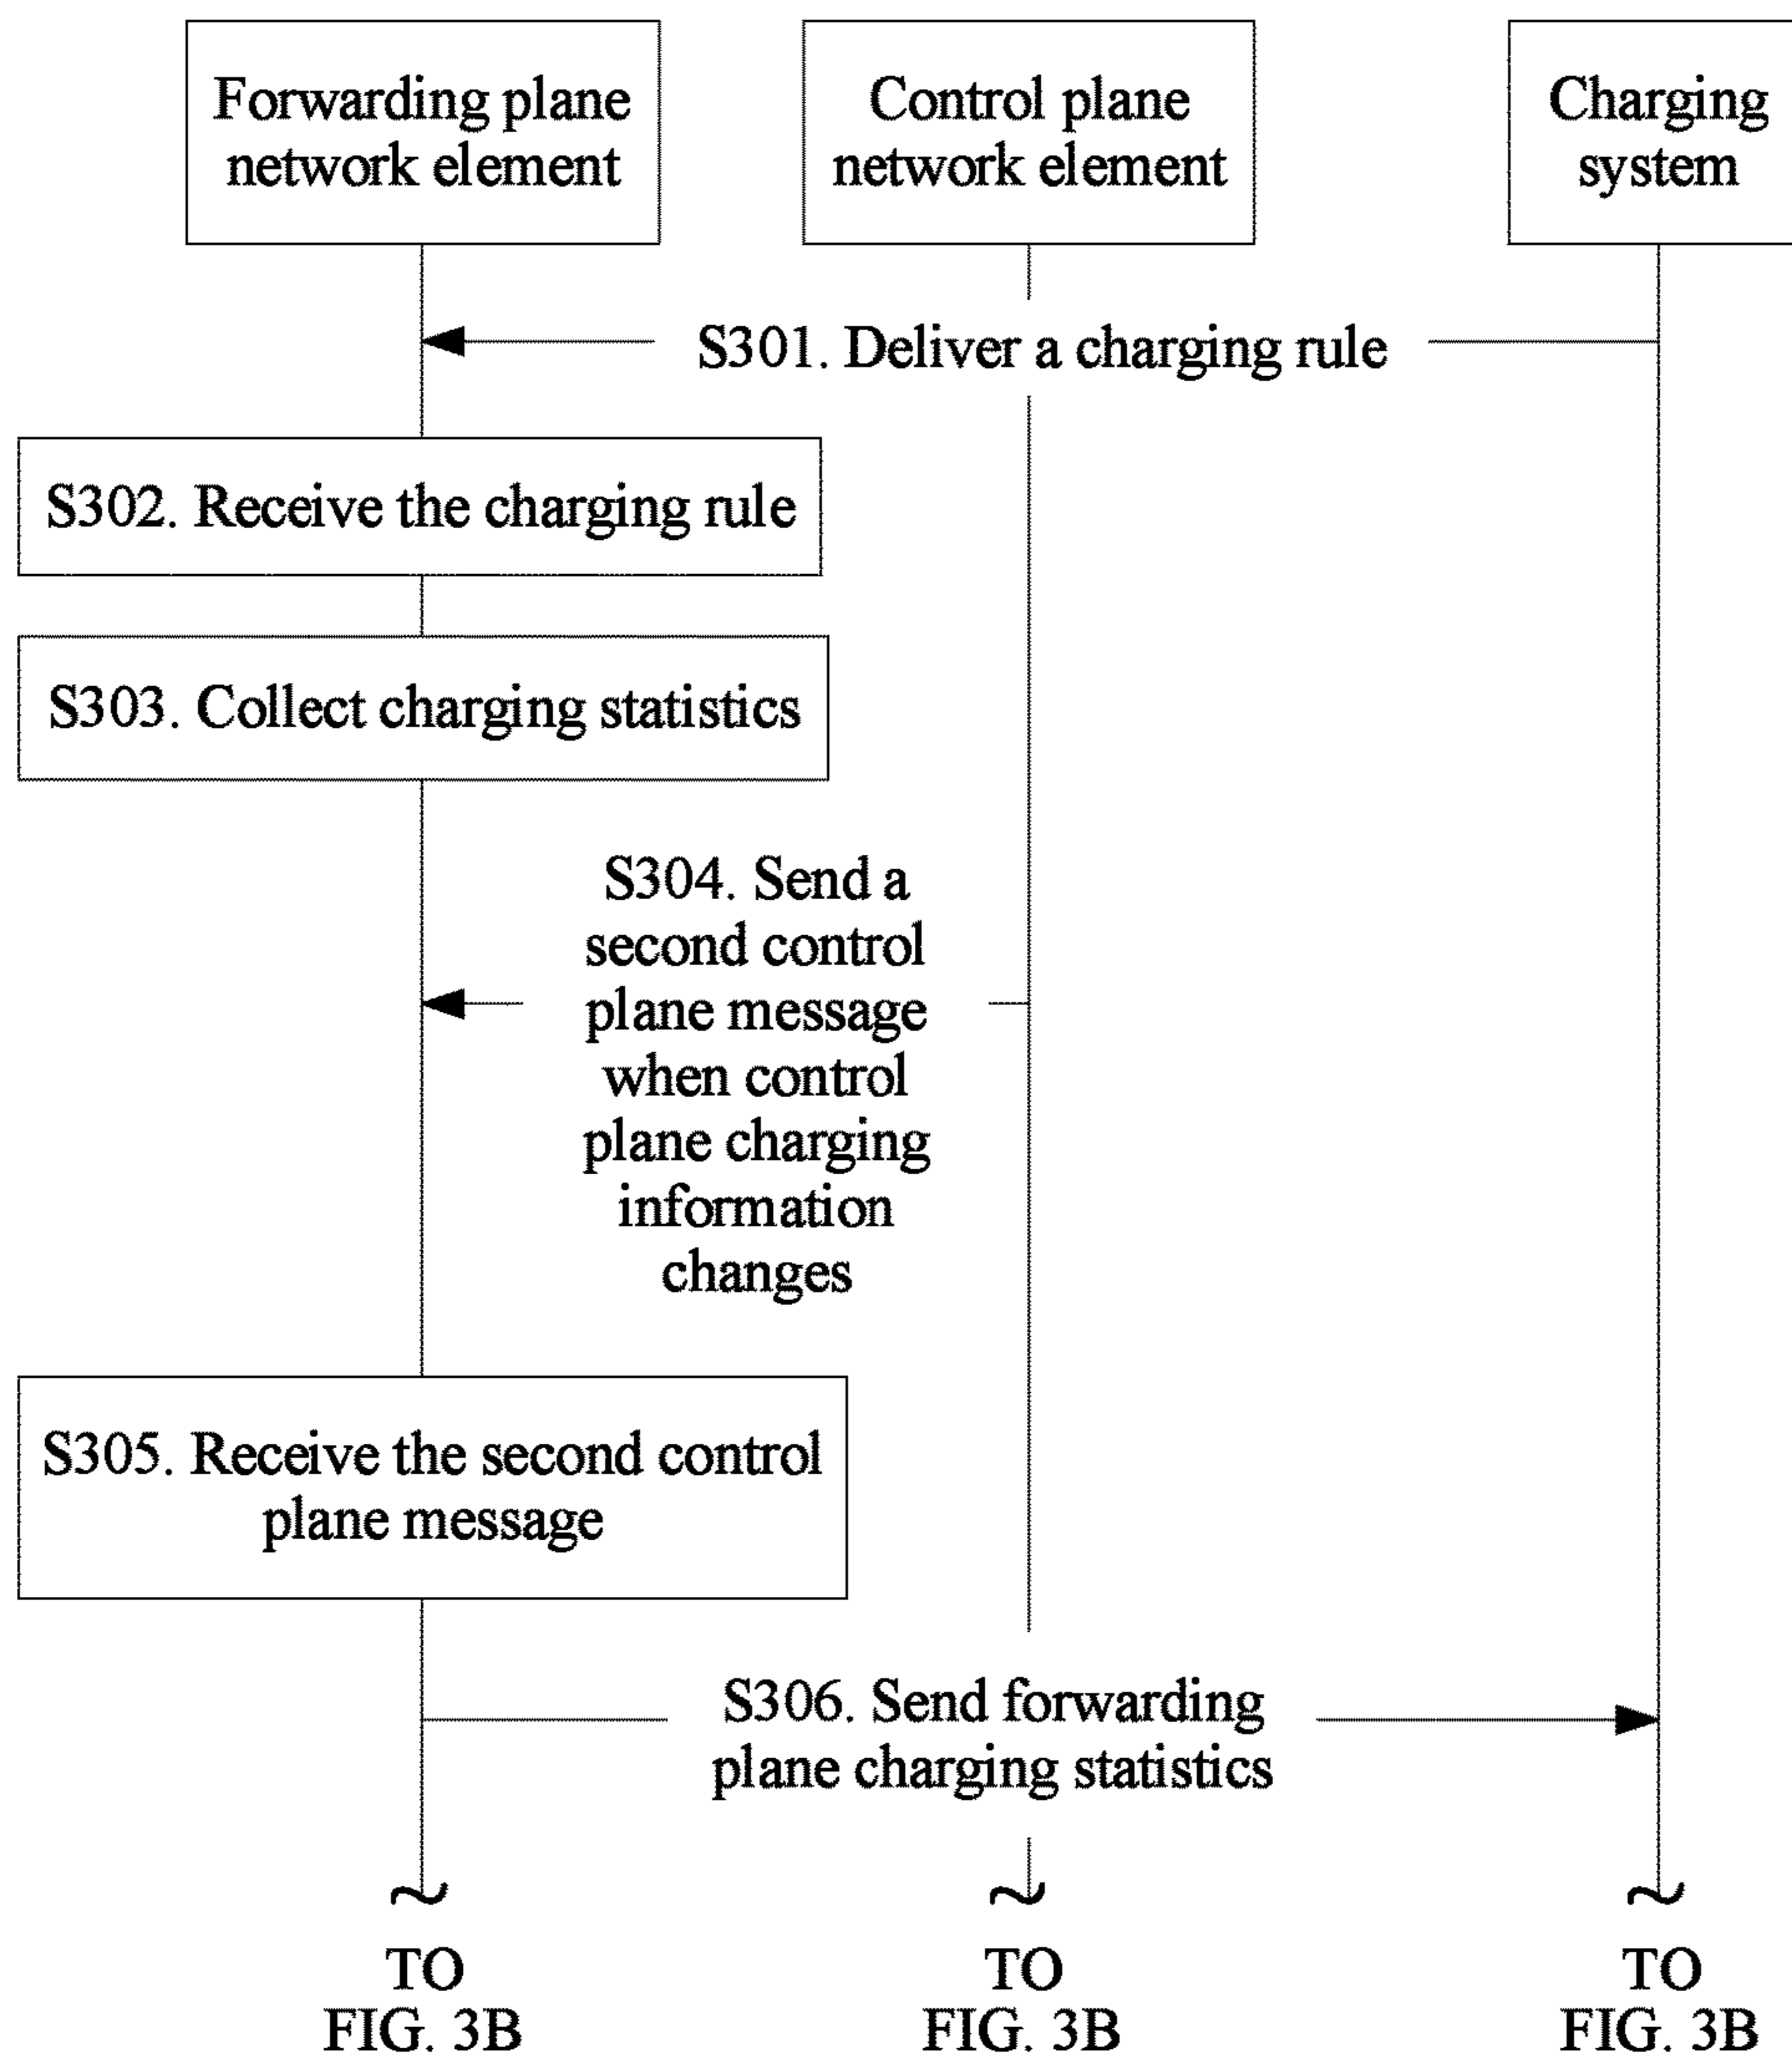 Forwarding plane
network element
Control plane
network element
Charging
system
S301. Deliver a charging rule
S302. Receive the charging rule
S303. Collect charging statistics
S304. Send a
second control
plane message
when control
plane charging
information
changes
S305. Receive the second control
plane message
S306. Send forwarding
plane charging statistics
TO
FIG. 3B
TO
FIG. 3B
TO
FIG. 3B